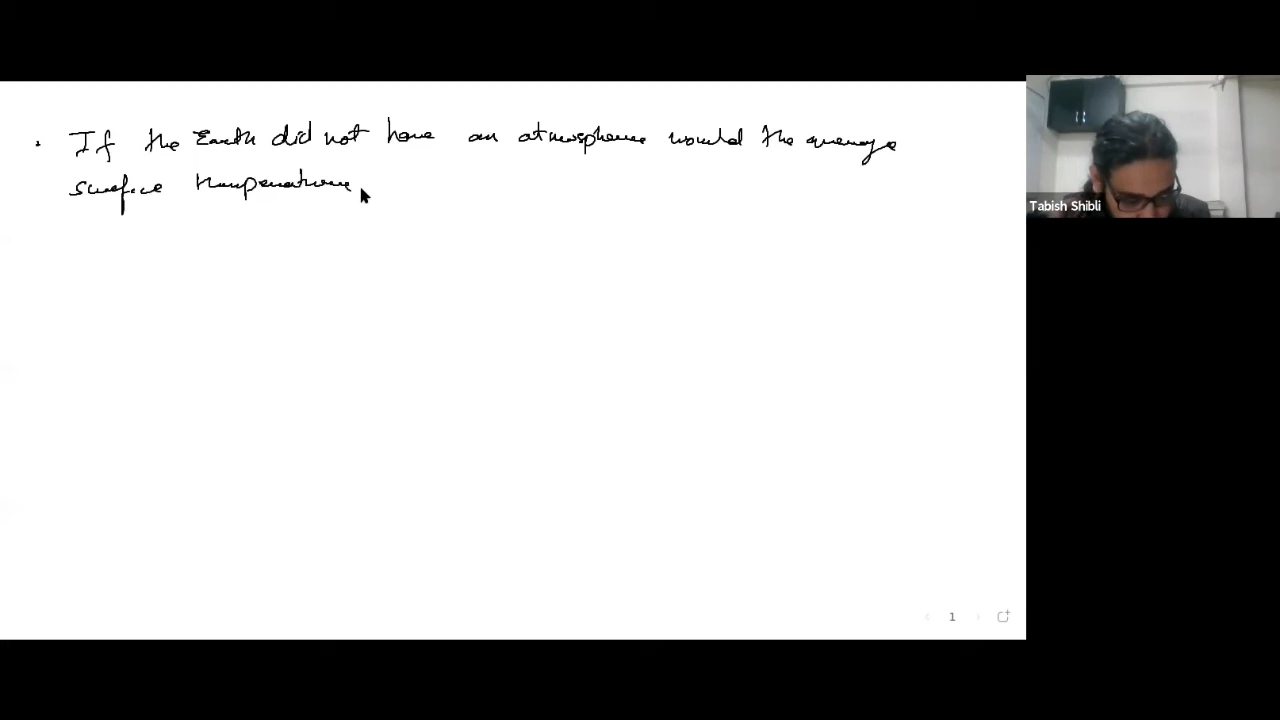 . If the Earth did not have an atmosphere would the average
surface temperature
Tabish Shibli
1